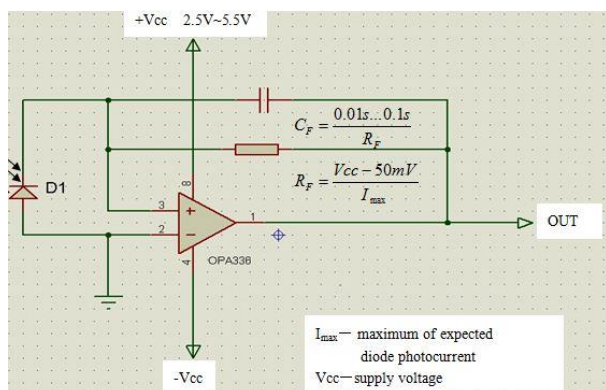 +Vcc 2.5V~5.5V
C_F = 0.01s...0.1s / R_F
R_F = Vcc − 50mV / I_max
D1
8
3
+
1
2
−
OUT
4
OPA336
-Vcc
I_max— maximum of expected
diode photocurrent
Vcc—supply voltage